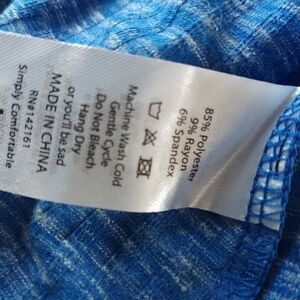 85% Polyester
9% Rayon
6% Spandex
Machine Wash Cold
Gentle Cycle
Do Not Bleach
Hang Dry
or you'll be sad
MADE IN CHINA
RN#142161
Simply Comfortable